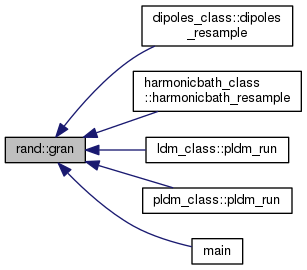 dipoles_class::dipoles
_resample
harmonicbath_class
::harmonicbath_resample
rand::gran
ldm_class::pldm_run
pldm_class::pldm_run
main